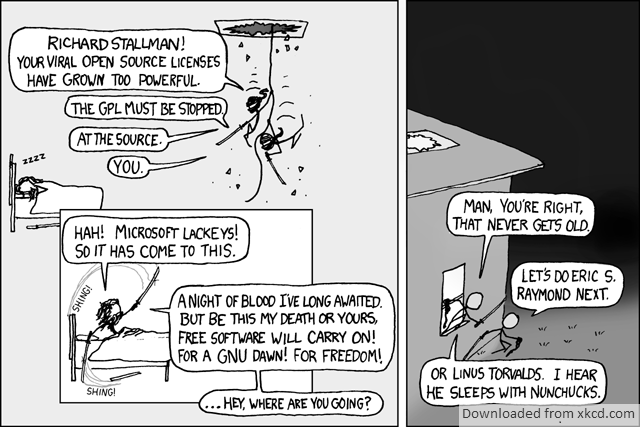 RICHARD STALLMAN!
YOUR VIRAL OPEN SOURCE LICENSES
HAVE GROWN TOO POWERFUL.
THE GPL MUST BE STOPPED.
AT THE SOURCE.
YOU.
ZZZZ
HAH! MICROSOFT LACKEYS!
SO IT HAS COME TO THIS.
SHING!
SHING!
A NIGHT OF BLOOD I'VE LONG AWAITED.
BUT BE THIS MY DEATH OR YOURS,
FREE SOFTWARE WILL CARRY ON!
FOR A GNU DAWN! FOR FREEDOM!
...HEY, WHERE ARE YOU GOING?
MAN, YOU'RE RIGHT,
THAT NEVER GETS OLD.
LET'S DO ERIC S.
RAYMOND NEXT.
OR LINUS TORVALDS. I HEAR
HE SLEEPS WITH NUNCHUCKS.
Downloaded from xkcd.com